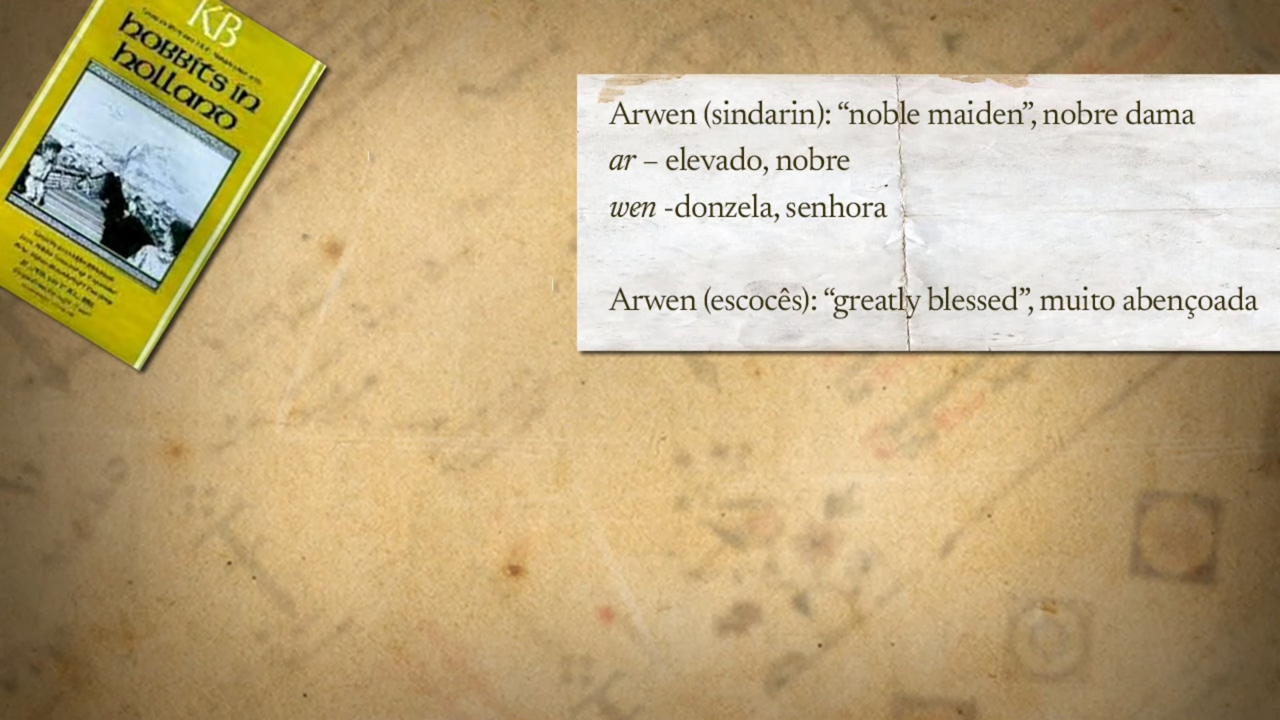 KB
hobbits in
holland
Arwen (sindarin): “noble maiden”, nobre dama
ar – elevado, nobre
wen -donzela, senhora
Arwen (escocês): “greatly blessed”, muito abençoada